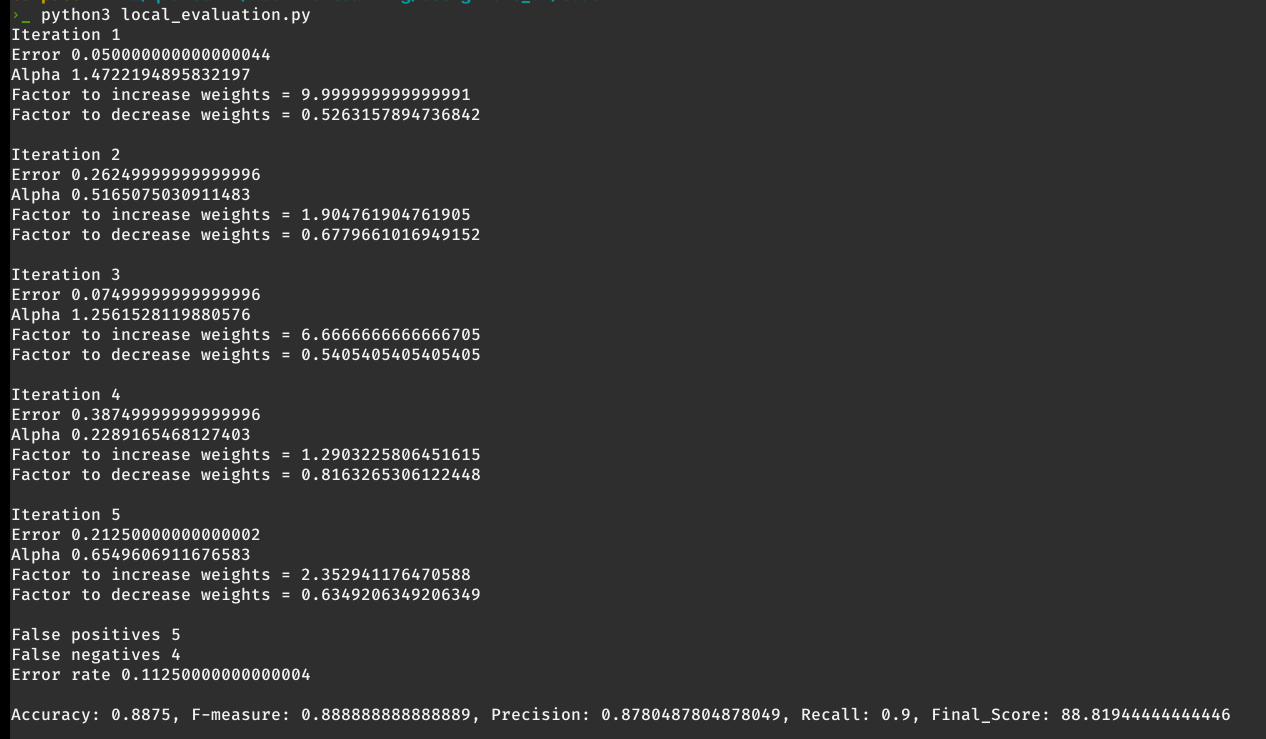 ›_ python3 local_evaluation.py
Iteration 1
Error 0.050000000000000044
Alpha 1.4722194895832197
Factor to increase weights = 9.999999999999991
Factor to decrease weights = 0.5263157894736842
Iteration 2
Error 0.26249999999999996
Alpha 0.5165075030911483
Factor to increase weights = 1.904761904761905
Factor to decrease weights = 0.6779661016949152
Iteration 3
Error 0.07499999999999996
Alpha 1.2561528119880576
Factor to increase weights = 6.6666666666666705
Factor to decrease weights = 0.5405405405405405
Iteration 4
Error 0.38749999999999996
Alpha 0.2289165468127403
Factor to increase weights = 1.2903225806451615
Factor to decrease weights = 0.8163265306122448
Iteration 5
Error 0.21250000000000002
Alpha 0.6549606911676583
Factor to increase weights = 2.352941176470588
Factor to decrease weights = 0.6349206349206349
False positives 5
False negatives 4
Error rate 0.11250000000000004
Accuracy: 0.8875, F-measure: 0.888888888888889, Precision: 0.8780487804878049, Recall: 0.9, Final_Score: 88.81944444444446